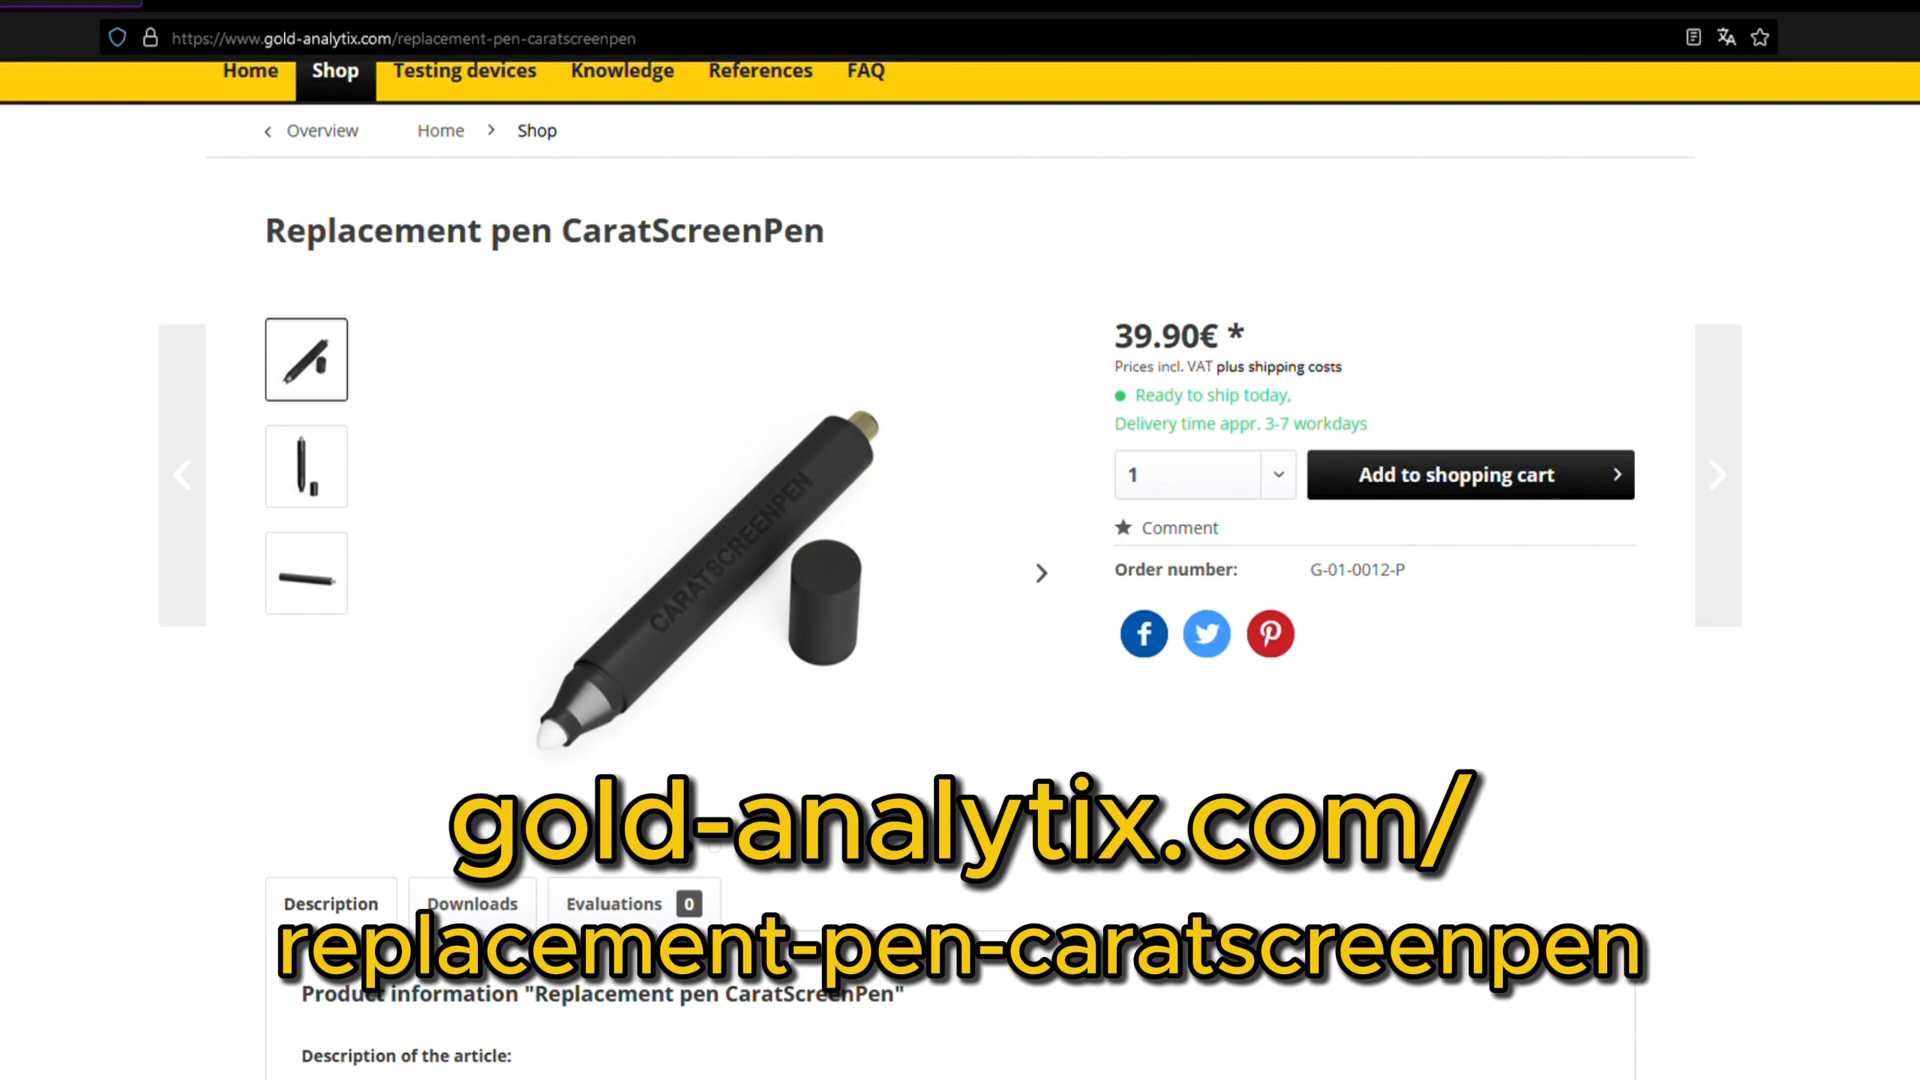 https://www.gold-analytix.com/replacement-pen-caratscreenpen
Home Shop Testing devices Knowledge References FAQ
Overview Home Shop
Replacement pen CaratScreenPen
39.90€ *
Prices incl. VAT plus shipping costs
Ready to ship today,
Delivery time appr. 3-7 workdays
1 Add to shopping cart
Comment
Order number: G-01-0012-P
CARATSCREENPEN
gold-analytix.com/
Description Downloads Evaluations 0
replacement-pen-caratscreenpen
Product information "Replacement pen CaratScreenPen"
Description of the article: